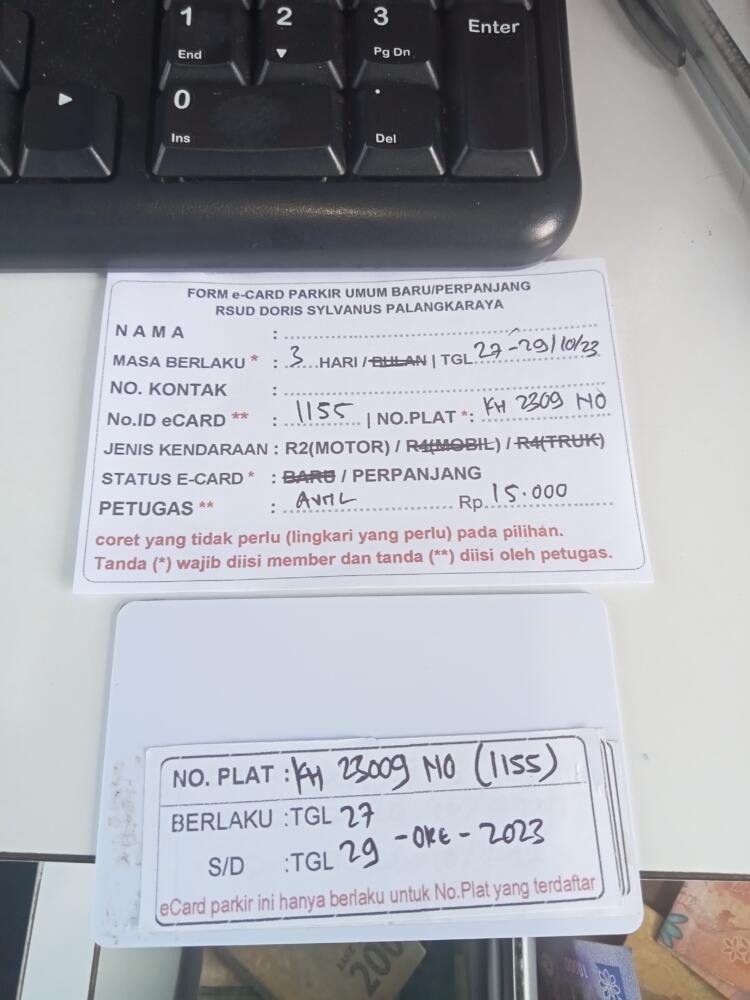 1
End
2
3
Pg Dn
Enter
0
Ins
.
Del
FORM e-CARD PARKIR UMUM BARU/PERPANJANG
RSUD DORIS SYLVANUS PALANGKARAYA
NAMA :
MASA BERLAKU * : 3 HARI / BULAN | TGL 27-29/10/23
NO. KONTAK :
No.ID eCARD ** : 1155 | NO.PLAT *: KH 2309 NO
JENIS KENDARAAN : R2(MOTOR) / R4(MOBIL) / R4(TRUK)
STATUS E-CARD * : BARU / PERPANJANG
PETUGAS ** : Rp. 15.000
coret yang tidak perlu (lingkari yang perlu) pada pilihan.
Tanda (*) wajib diisi member dan tanda (**) diisi oleh petugas.
NO. PLAT : KH 23009 NO (1155)
BERLAKU :TGL 27
S/D :TGL 29 - OKE - 2023
eCard parkir ini hanya berlaku untuk No.Plat yang terdaftar